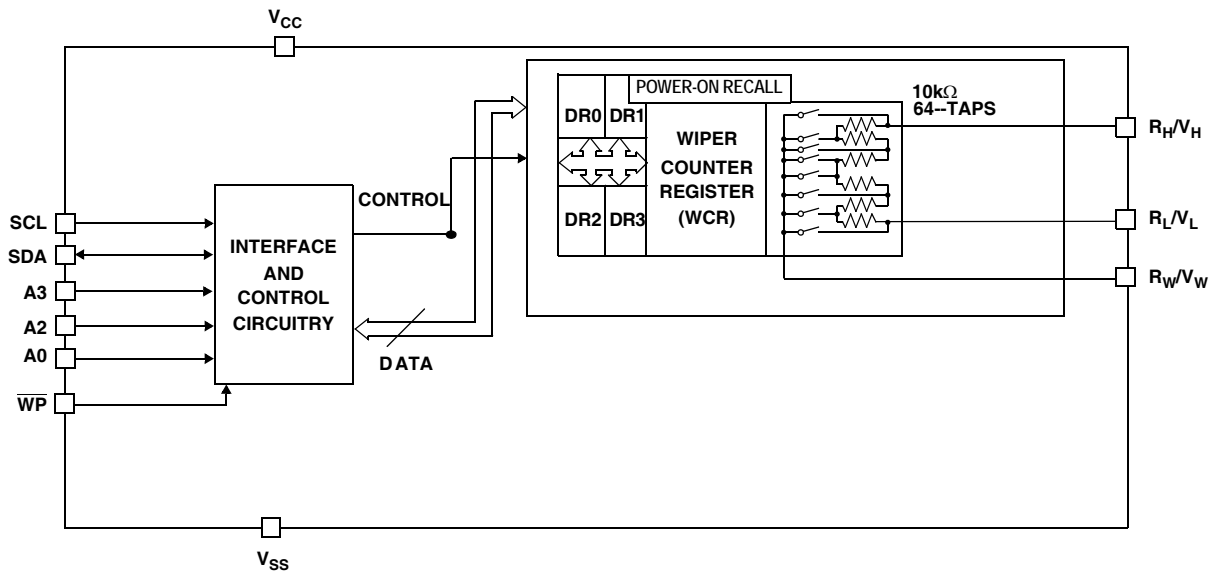 VCC
POWER-ON RECALL
10kΩ
64--TAPS
DR0 DR1
WIPER
COUNTER
REGISTER
(WCR)
DR2 DR3
RH/VH
RL/VL
RW/VW
CONTROL
SCL
SDA
A3
A2
A0
WP
INTERFACE
AND
CONTROL
CIRCUITRY
DATA
VSS